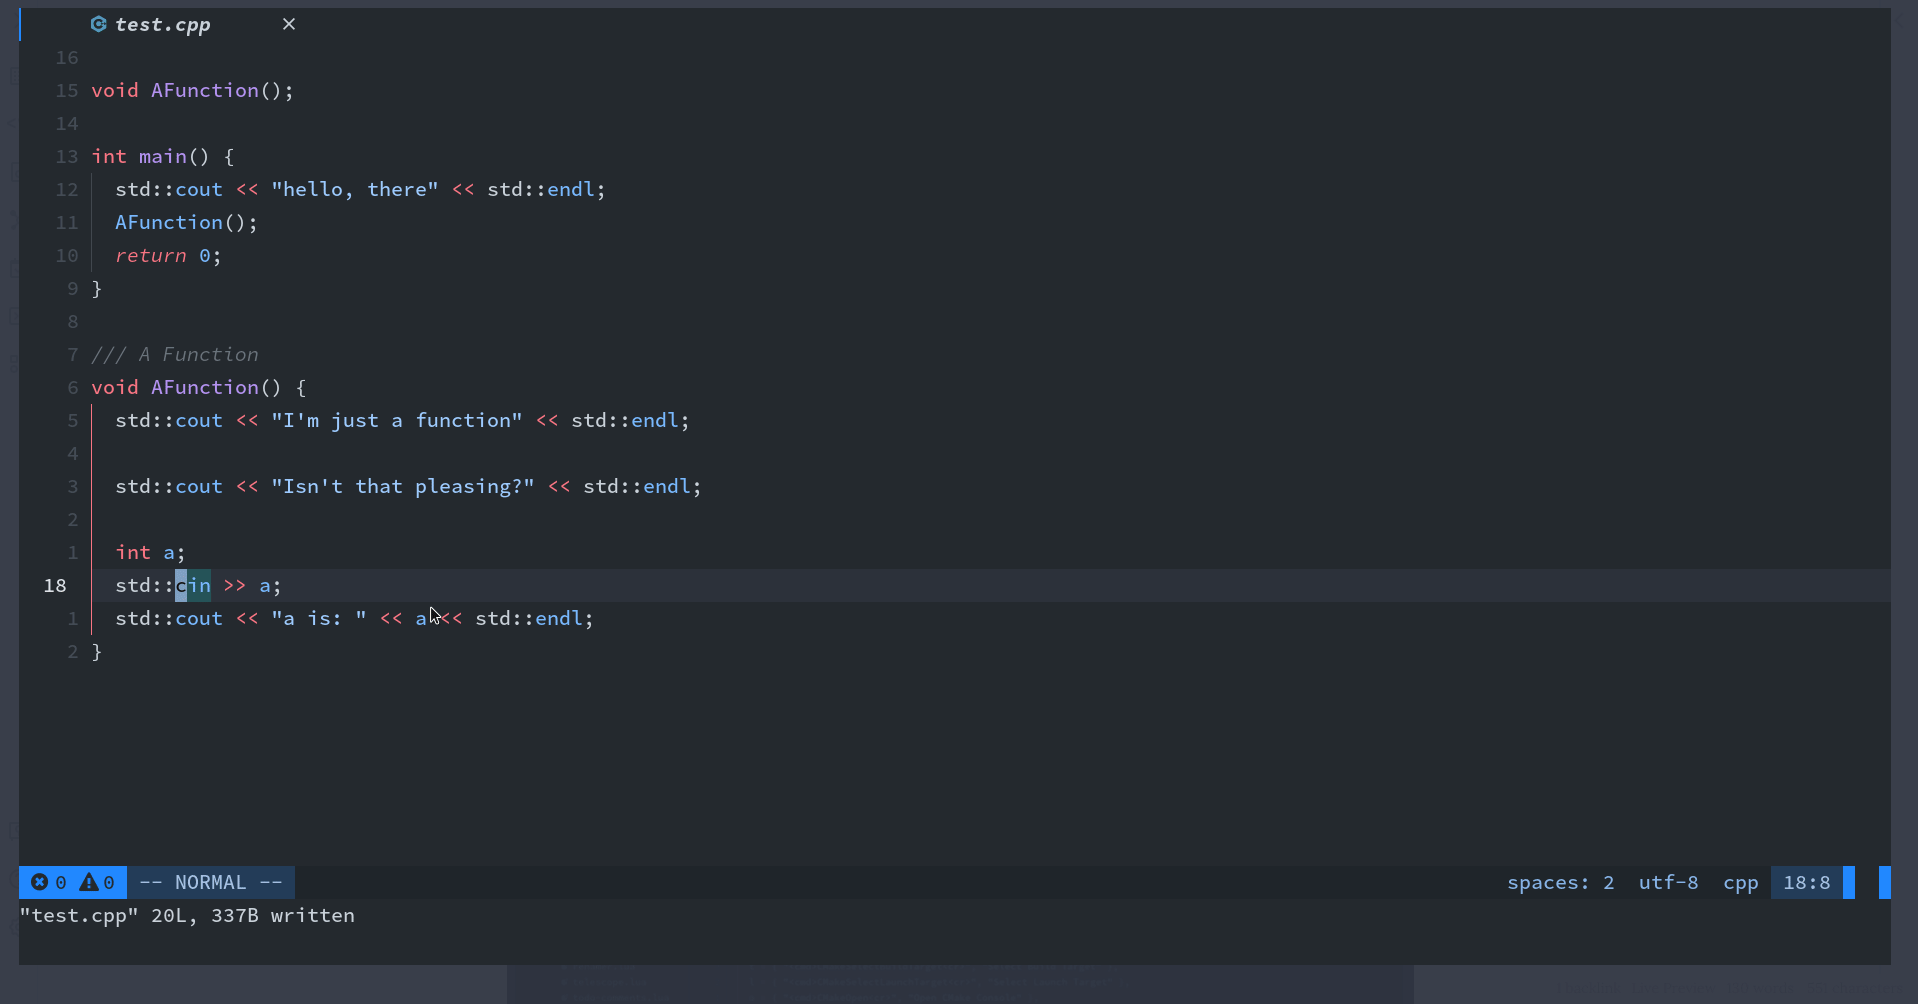 test.cpp ×
16
15 void AFunction();
14
13 int main() {
12 std::cout << "hello, there" << std::endl;
11 AFunction();
10 return 0;
9 }
8
7 /// A Function
6 void AFunction() {
5 std::cout << "I'm just a function" << std::endl;
4
3 std::cout << "Isn't that pleasing?" << std::endl;
2
1 int a;
18 std::cin >> a;
1 std::cout << "a is: " << a << std::endl;
2 }
0 0 -- NORMAL -- spaces: 2 utf-8 cpp 18:8
"test.cpp" 20L, 337B written